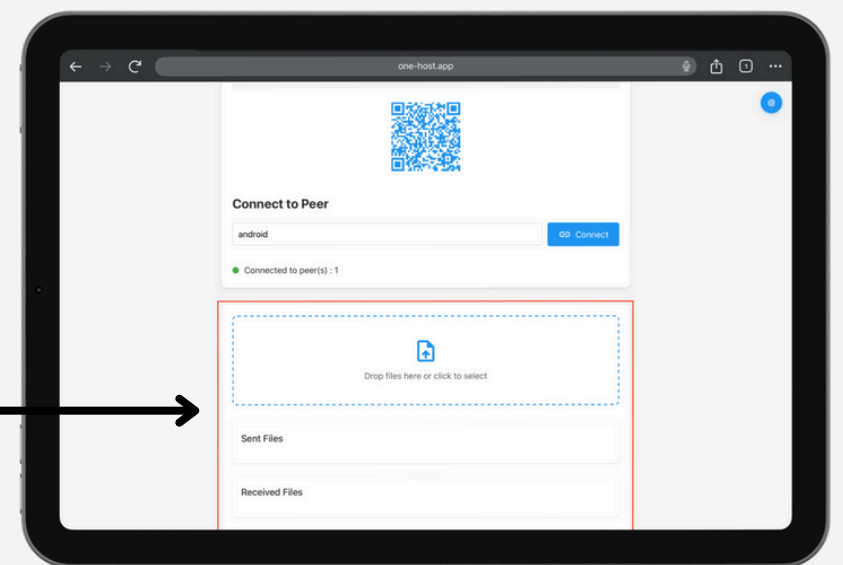 one-host.app
1
Connect to Peer
android
Connect
Connected to peer(s) : 1
Drop files here or click to select
Sent Files
Received Files